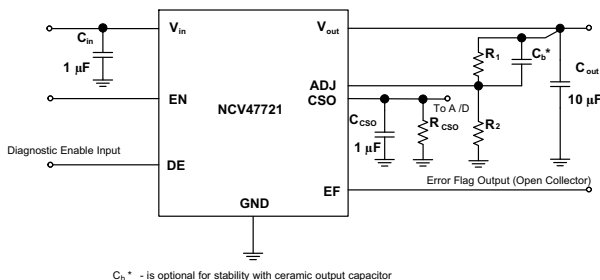 V_in
V_out
C_in
1 μF
R_1
C_b*
C_out
10 μF
EN
NCV47721
ADJ
CSO
To A /D
C_CSO
1 μF
R_CSO
R_2
Diagnostic Enable Input
DE
EF
Error Flag Output (Open Collector)
GND
C_b* - is optional for stability with ceramic output capacitor